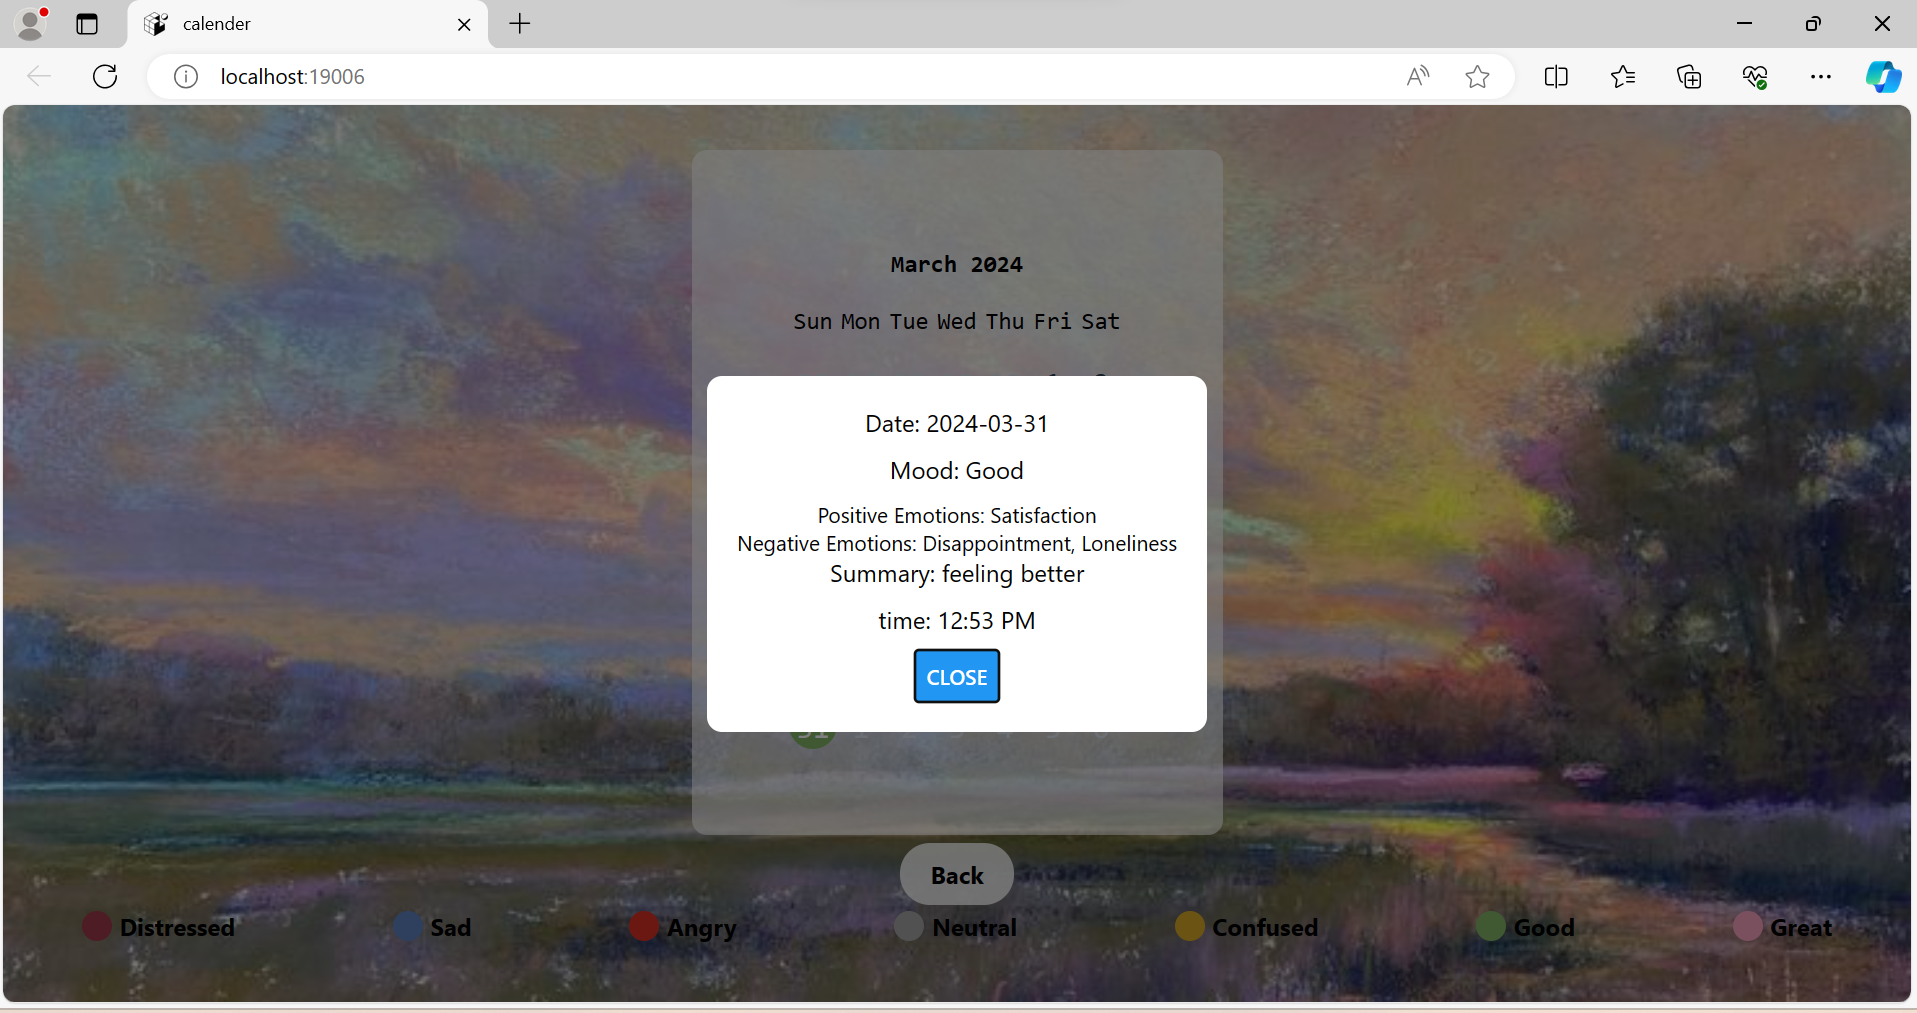 calender
localhost:19006
March 2024
Sun Mon Tue Wed Thu Fri Sat
Date: 2024-03-31
Mood: Good
Positive Emotions: Satisfaction
Negative Emotions: Disappointment, Loneliness
Summary: feeling better
time: 12:53 PM
CLOSE
31
Back
Distressed Sad Angry Neutral Confused Good Great